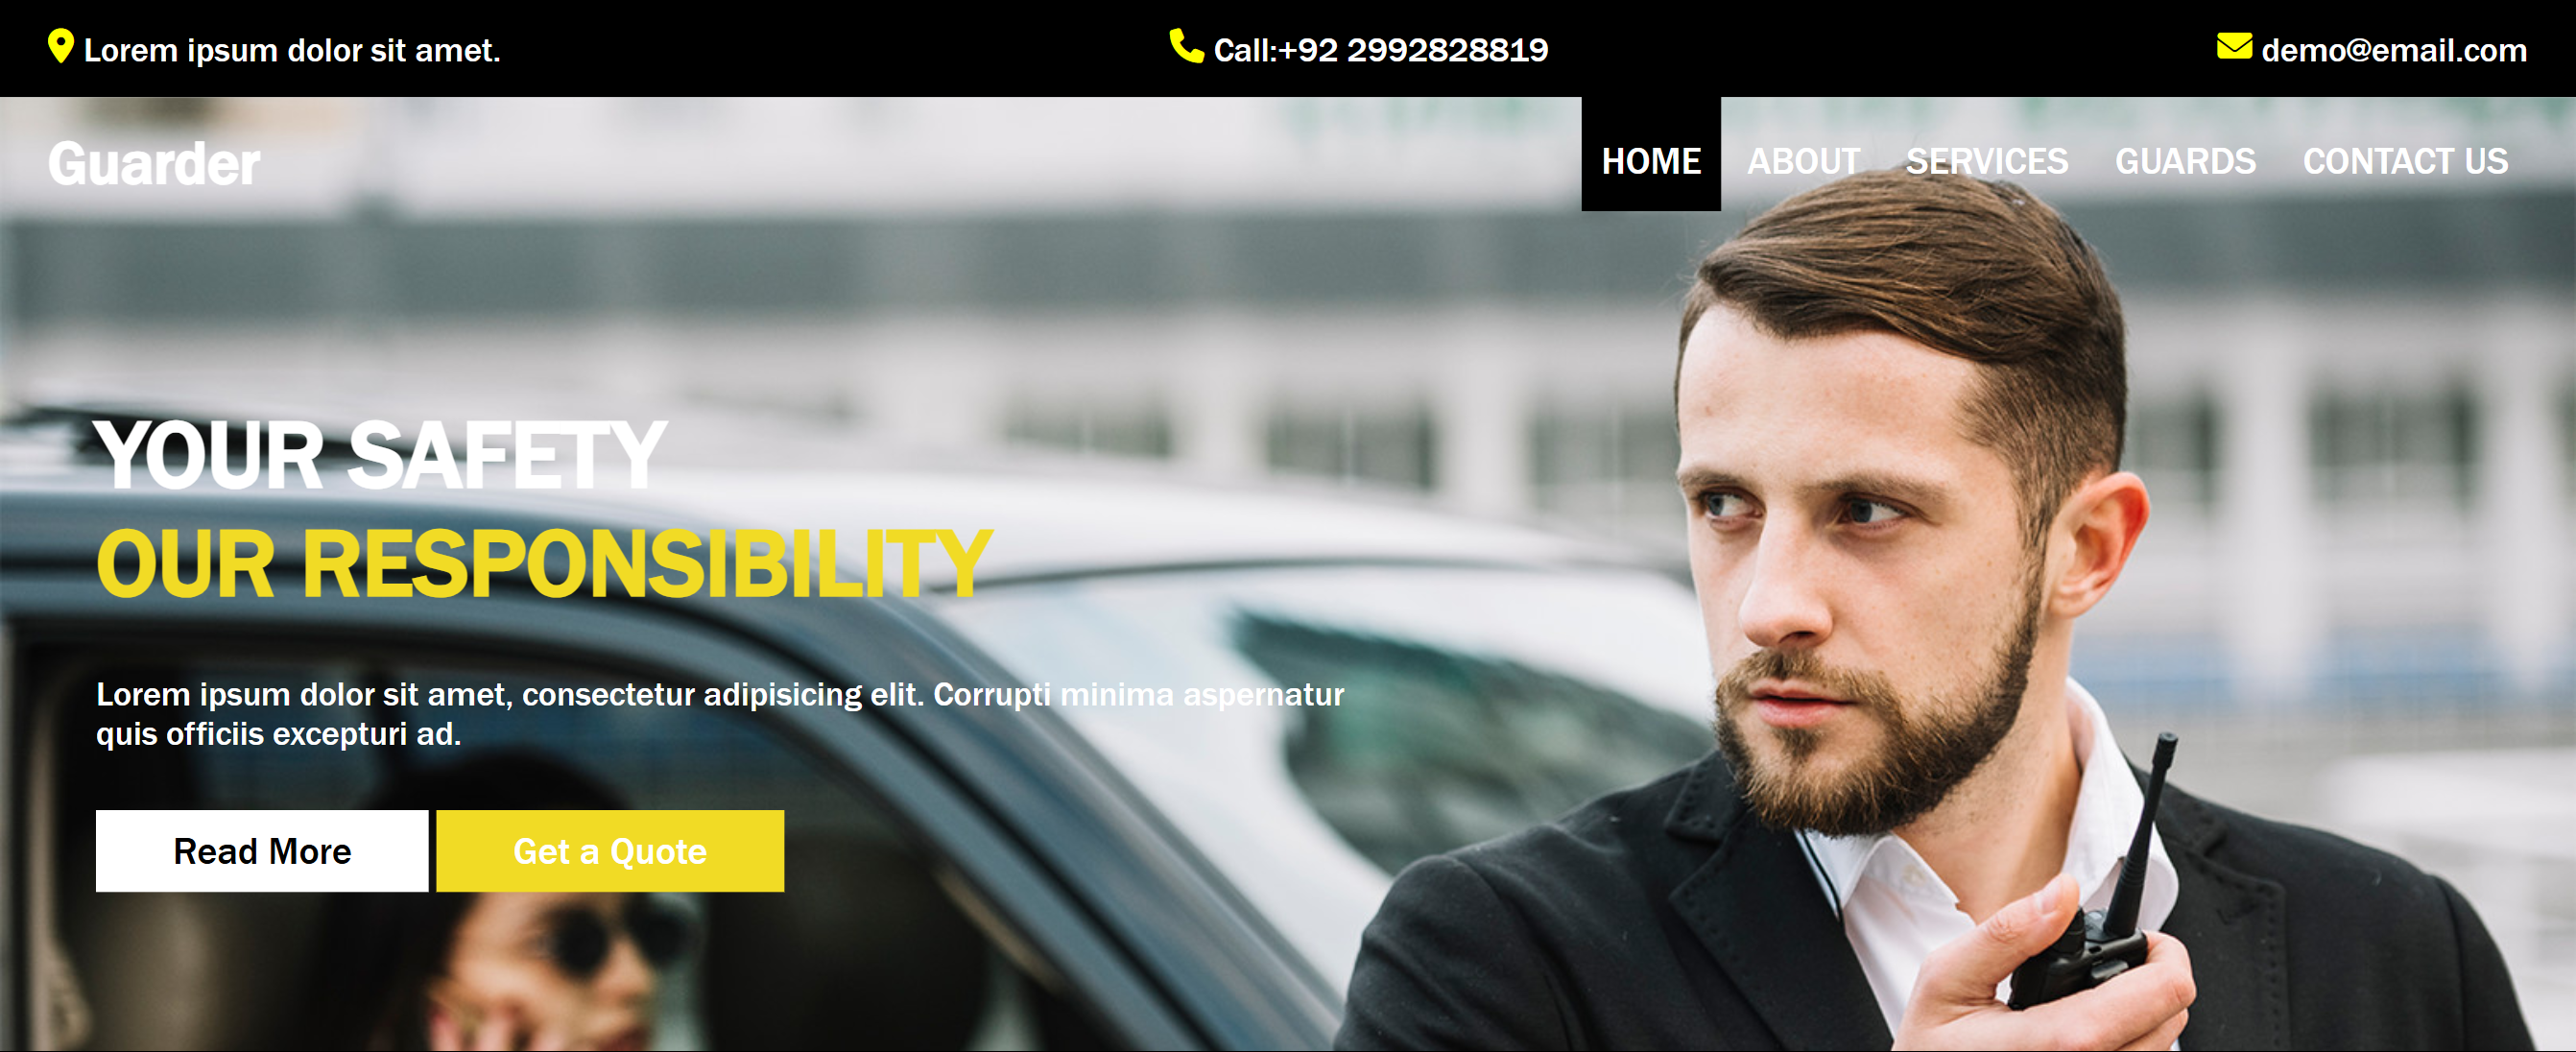 Lorem ipsum dolor sit amet.
Call:+92 2992828819
demo@email.com
Guarder
HOME
ABOUT
SERVICES
GUARDS
CONTACT US
YOUR SAFETY
OUR RESPONSIBILITY
Lorem ipsum dolor sit amet, consectetur adipisicing elit. Corrupti minima aspernatur
quis officiis excepturi ad.
Read More
Get a Quote